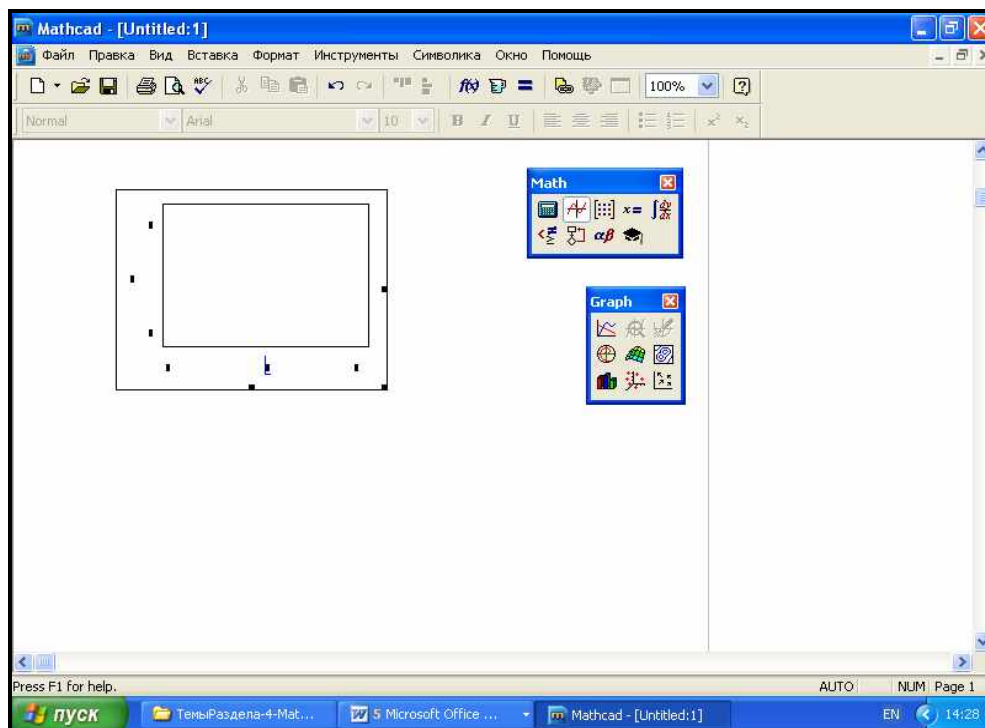 Mathcad - [Untitled:1]
Файл Правка Вид Вставка Формат Инструменты Символика Окно Помощь
100%
Normal Arial 10 B I U
Math
Graph
Press F1 for help. AUTO NUM Page 1
пуск ТемыРаздела-4-Mat... 5 Microsoft Office ... Mathcad - [Untitled:1] EN 14:28